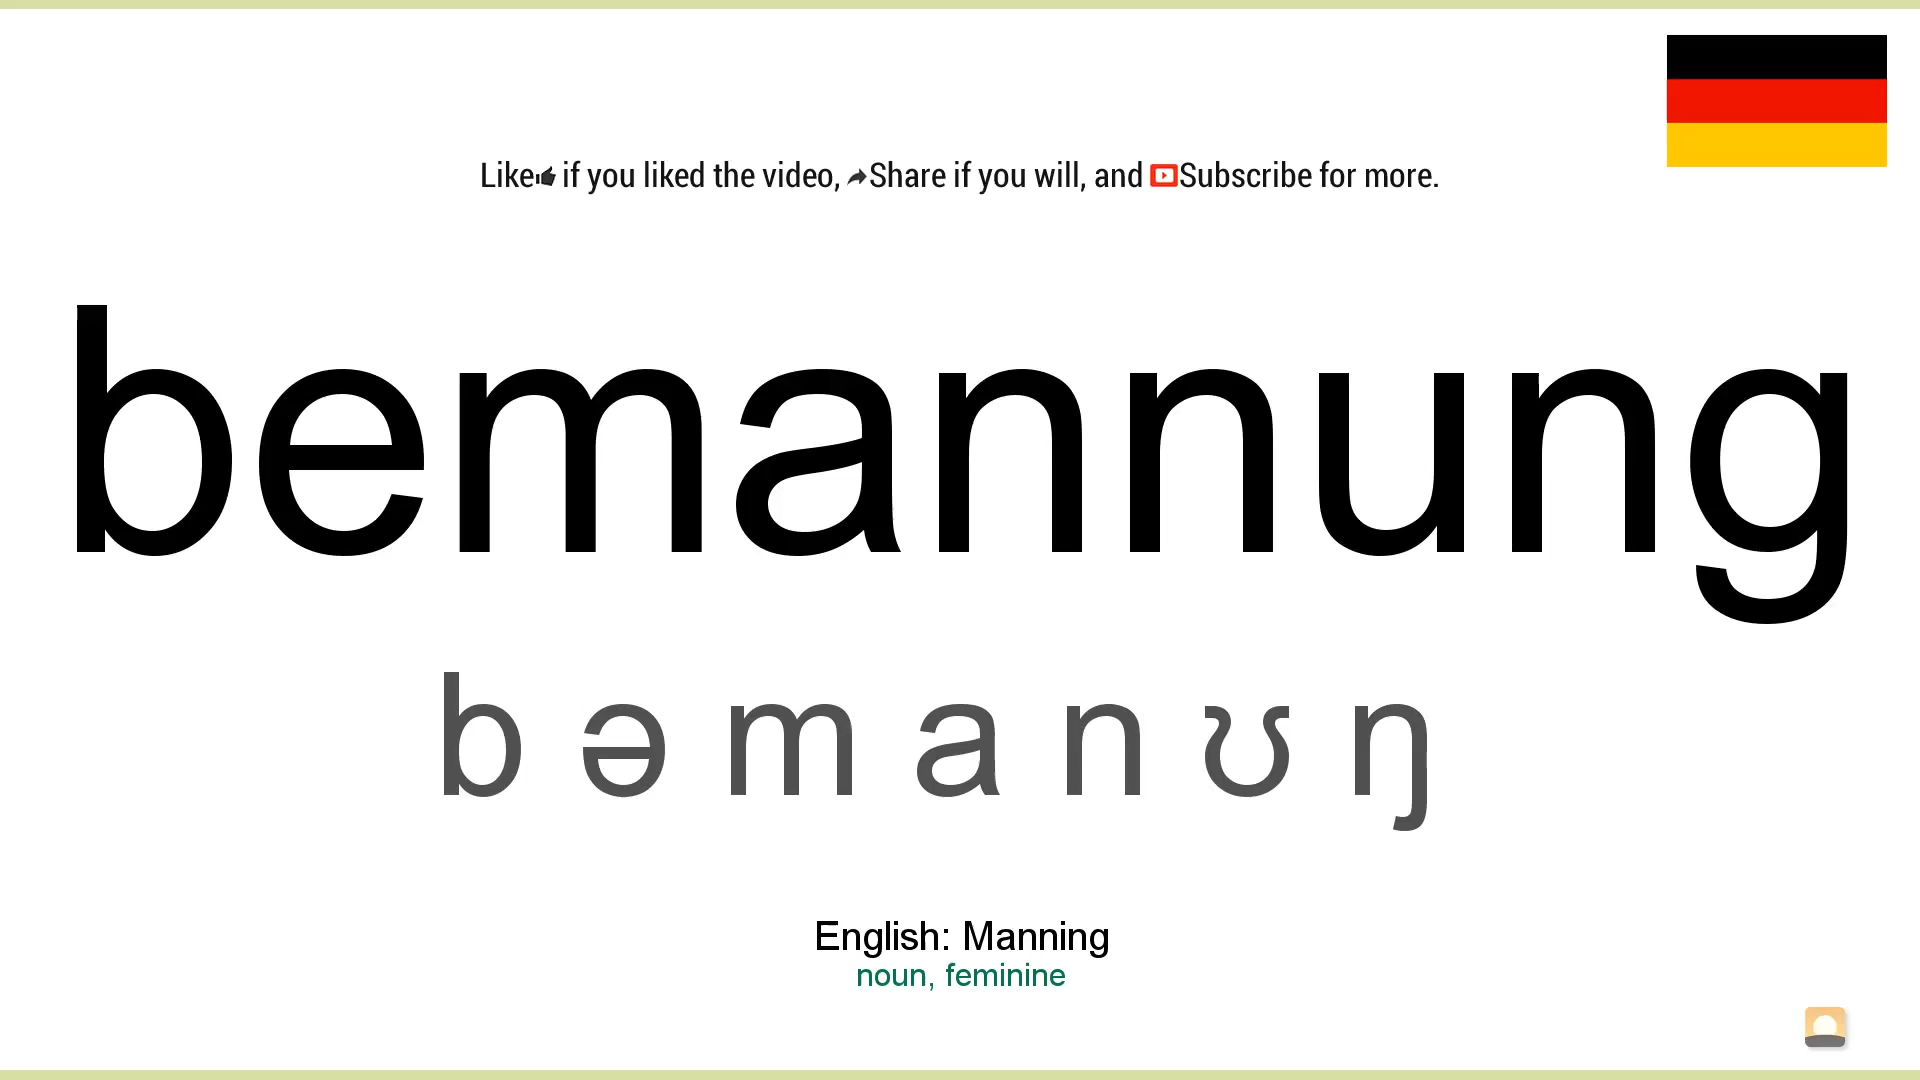 Like if you liked the video, Share if you will, and Subscribe for more.
bemannung
b ə m a n ʊ ŋ
English: Manning
noun, feminine